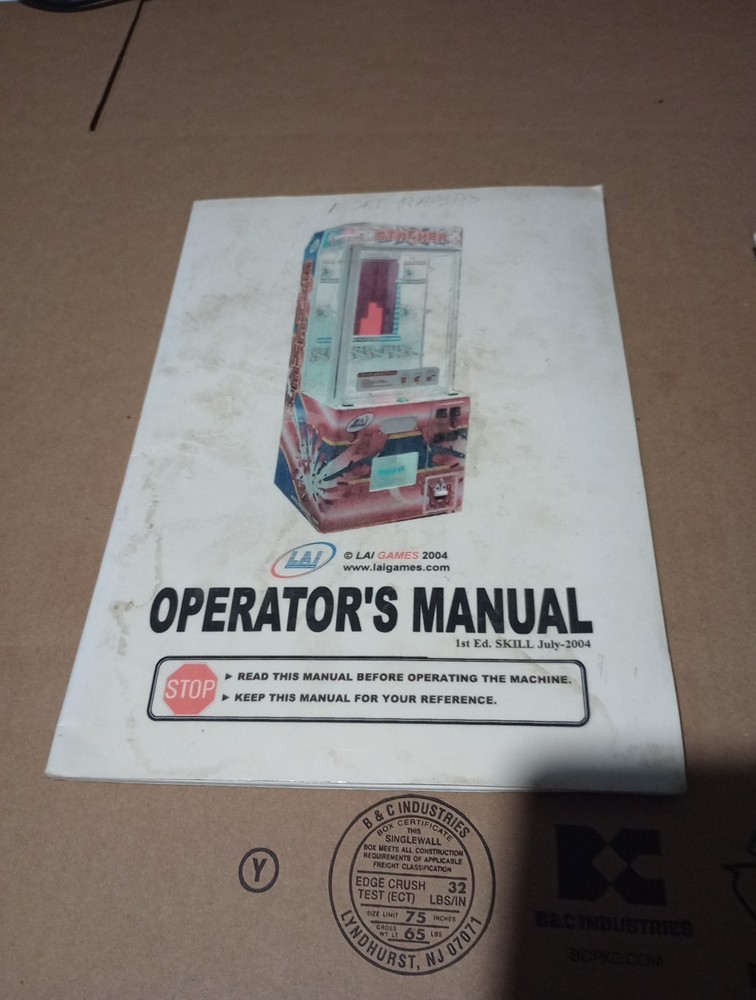 STACKER
LAI
© LAI GAMES 2004
www.laigames.com
OPERATOR'S MANUAL
1st Ed. SKILL July-2004
STOP
► READ THIS MANUAL BEFORE OPERATING THE MACHINE.
► KEEP THIS MANUAL FOR YOUR REFERENCE.
Y
B & C INDUSTRIES
BOX CERTIFICATE
THIS
SINGLEWALL
BOX MEETS ALL CONSTRUCTION
REQUIREMENTS OF APPLICABLE
FREIGHT CLASSIFICATION
EDGE CRUSH TEST (ECT) 32 LBS/IN
SIZE LIMIT 75 INCHES
GROSS WT LT 65 LBS
LYNDHURST, NJ 07071
B&C INDUSTRIES
BCPKG.COM